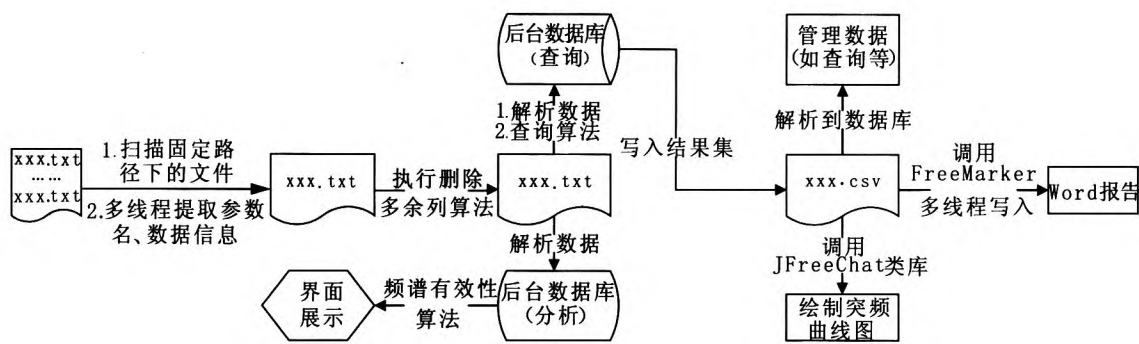 xxx.txt
……
xxx.txt
1.扫描固定路
径下的文件
2.多线程提取参数
名、数据信息
xxx.txt
执行删除
多余列算法
xxx.txt
1.解析数据
2.查询算法
后台数据库
(查询)
解析数据
后台数据库
(分析)
频谱有效性
算法
界面
展示
写入结果集
xxx.csv
解析到数据库
管理数据
(如查询等)
调用
FreeMarker
多线程写入
Word报告
调用
JFreeChat类库
绘制突频
曲线图